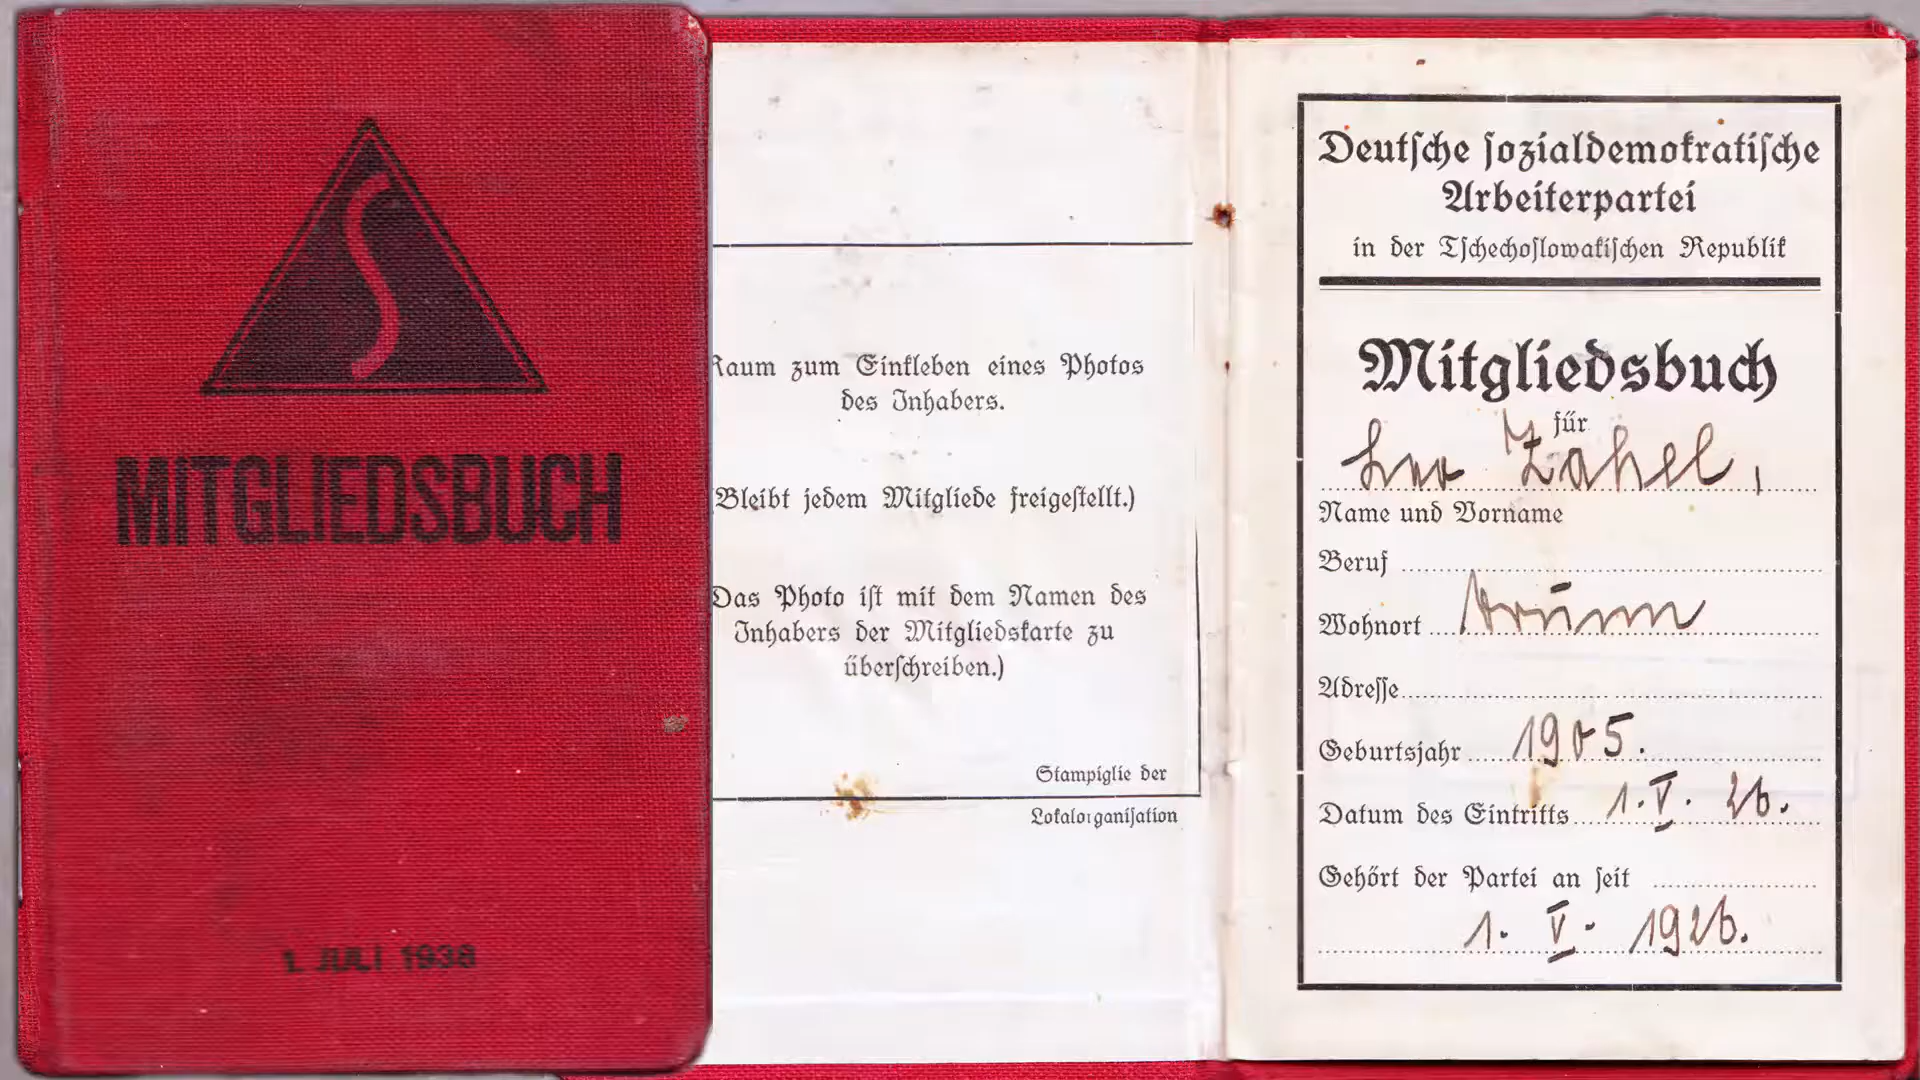 S
MITGLIEDSBUCH
1. JULI 1938
Raum zum Einkleben eines Photos
des Inhabers.
(Bleibt jedem Mitgliede freigestellt.)
(Das Photo ist mit dem Namen des
Inhabers der Mitgliedskarte zu
überschreiben.)
Stampiglie der
Lokalorganisation
Deutsche sozialdemokratische
Arbeiterpartei
in der Tschechoslowakischen Republik
Mitgliedsbuch
für
Leo Zahel,
Name und Vorname
Beruf
Wohnort Brünn
Adresse
Geburtsjahr 1905.
Datum des Eintritts 1. V. 26.
Gehört der Partei an seit
1. V. 1926.